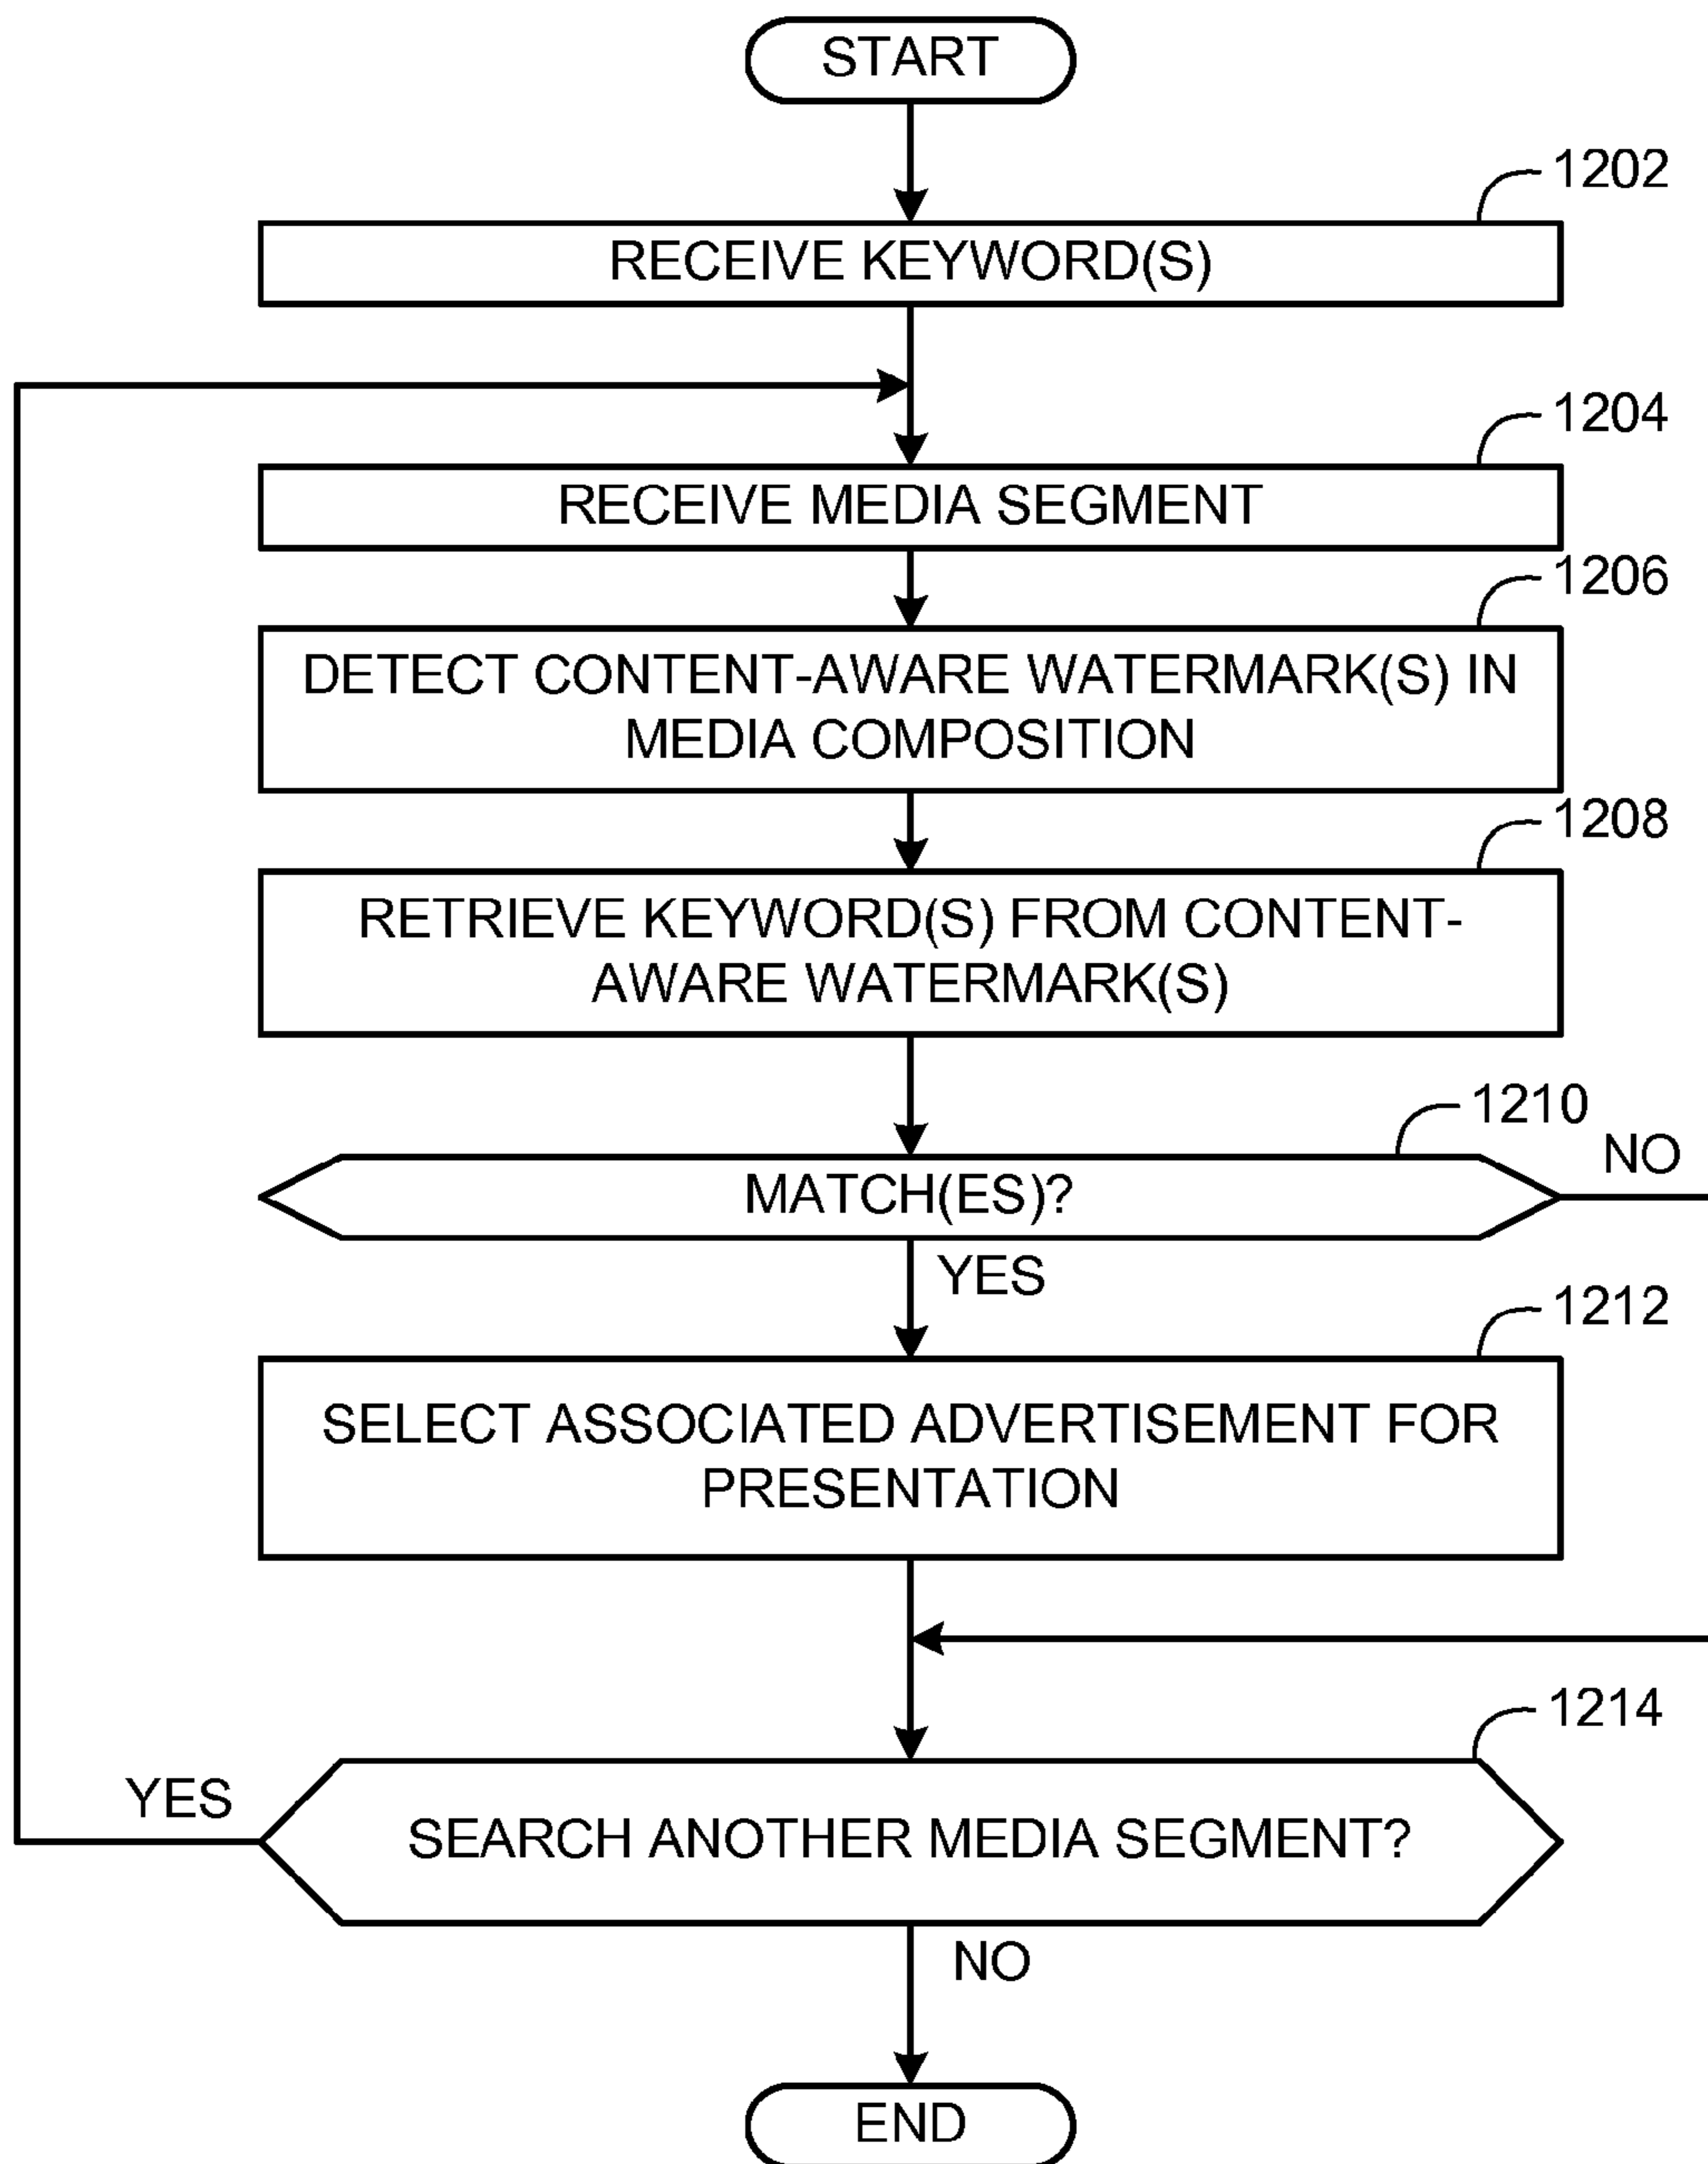 START
1202
RECEIVE KEYWORD(S)
1204
RECEIVE MEDIA SEGMENT
1206
DETECT CONTENT-AWARE WATERMARK(S) IN
MEDIA COMPOSITION
1208
RETRIEVE KEYWORD(S) FROM CONTENT-
AWARE WATERMARK(S)
1210
NO
MATCH(ES)?
YES
1212
SELECT ASSOCIATED ADVERTISEMENT FOR
PRESENTATION
1214
YES
SEARCH ANOTHER MEDIA SEGMENT?
NO
END